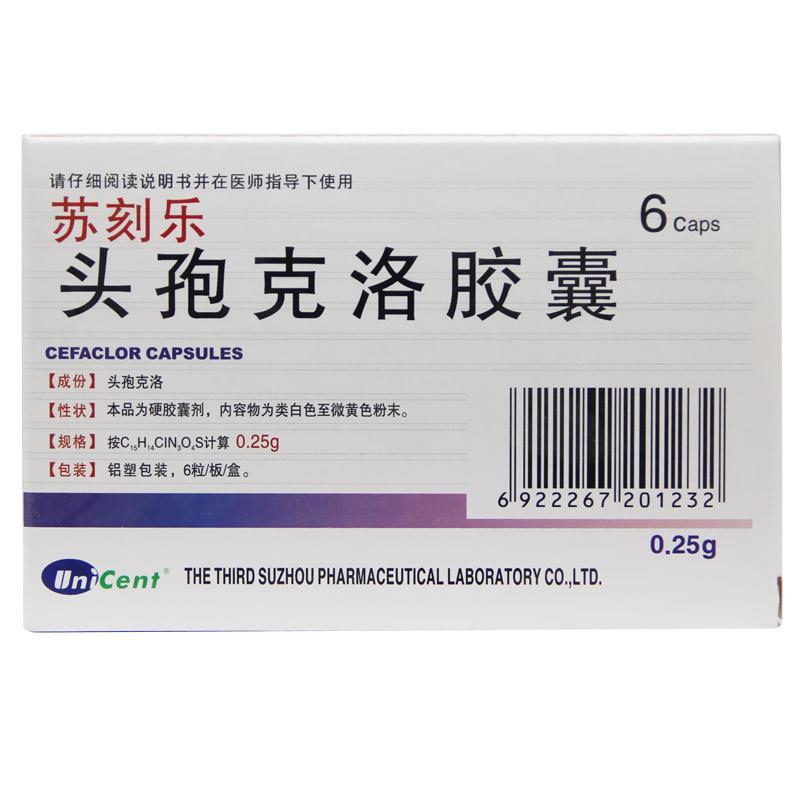 请仔细阅读说明书并在医师指导下使用
苏刻乐
6 Caps
头孢克洛胶囊
CEFACLOR CAPSULES
【成份】头孢克洛
【性状】本品为硬胶囊剂，内容物为类白色至微黄色粉末。
【规格】按C₁₅H₁₄ClN₃O₄S计算 0.25g
【包装】铝塑包装，6粒/板/盒。
6 922267 201232
0.25g
UniCent®
THE THIRD SUZHOU PHARMACEUTICAL LABORATORY CO.,LTD.